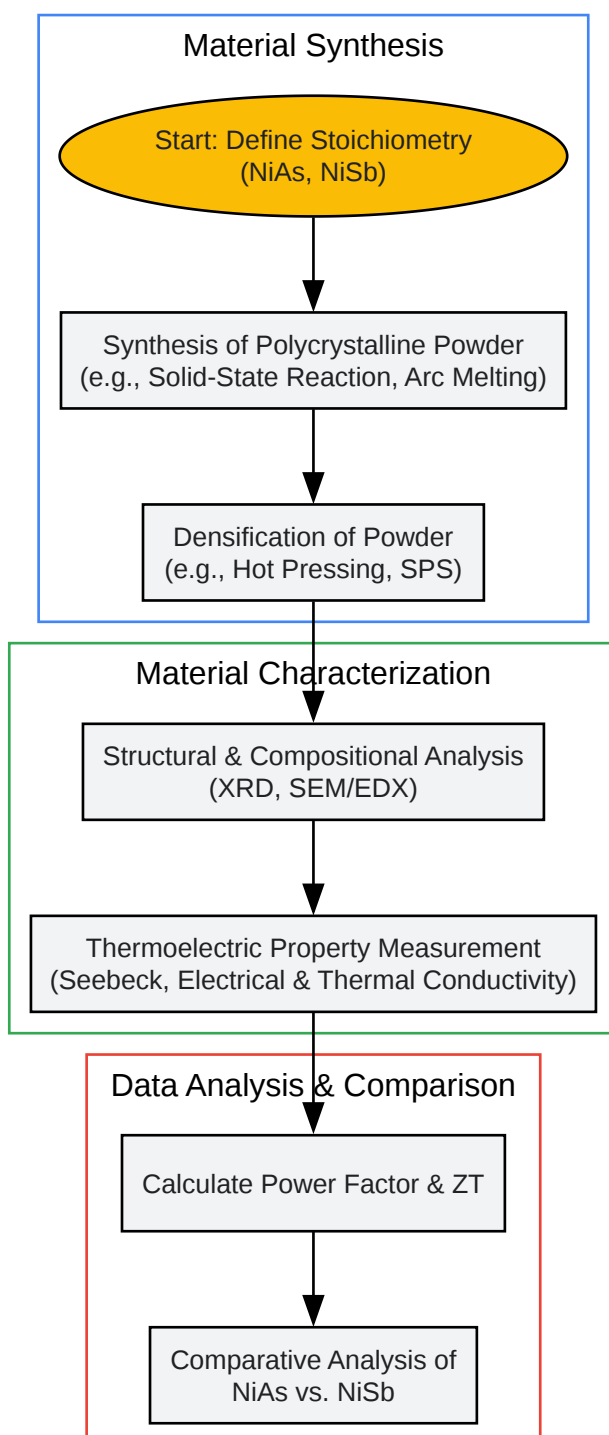 Material Synthesis
Start: Define Stoichiometry
(NiAs, NiSb)
Synthesis of Polycrystalline Powder
(e.g., Solid-State Reaction, Arc Melting)
Densification of Powder
(e.g., Hot Pressing, SPS)
Material Characterization
Structural & Compositional Analysis
(XRD, SEM/EDX)
Thermoelectric Property Measurement
(Seebeck, Electrical & Thermal Conductivity)
Data Analysis & Comparison
Calculate Power Factor & ZT
Comparative Analysis of
NiAs vs. NiSb